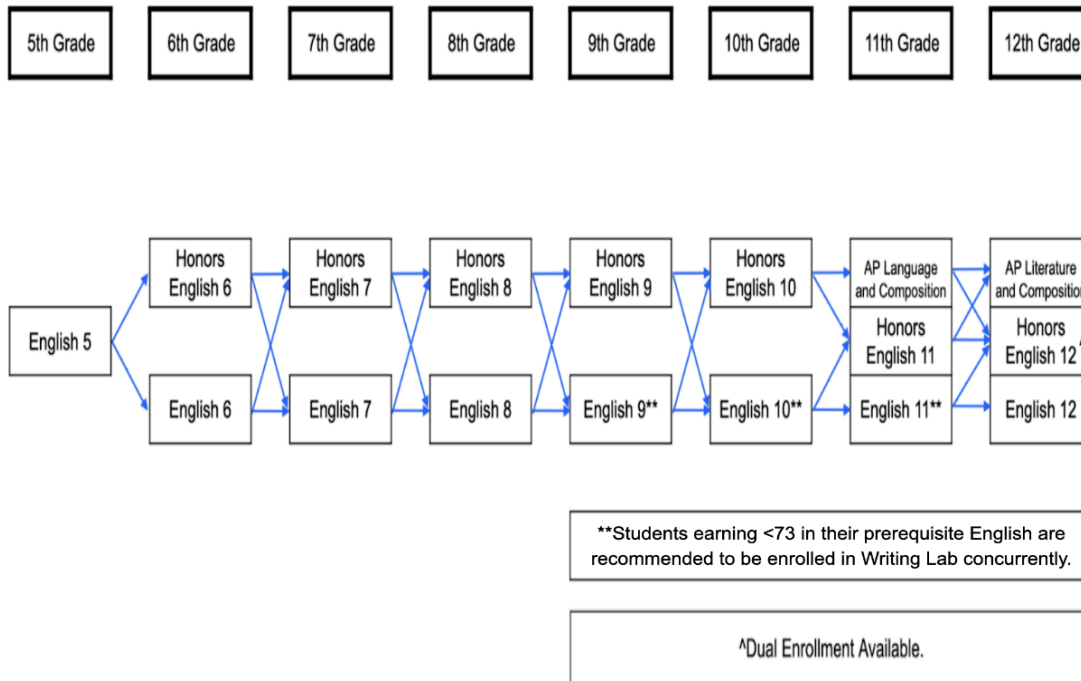 5th Grade
6th Grade
7th Grade
8th Grade
9th Grade
10th Grade
11th Grade
12th Grade
Honors
English 6
Honors
English 7
Honors
English 8
Honors
English 9
Honors
English 10
AP Language
and Composition
AP Literature
and Composition
English 5
Honors
English 11
Honors
English 12^
English 6
English 7
English 8
English 9**
English 10**
English 11**
English 12
**Students earning <73 in their prerequisite English are
recommended to be enrolled in Writing Lab concurrently.
^Dual Enrollment Available.